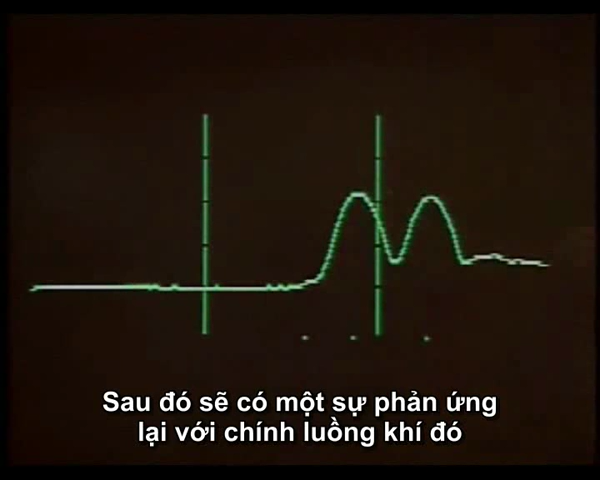 Sau đó sẽ có một sự phản ứng
lại với chính luồng khí đó